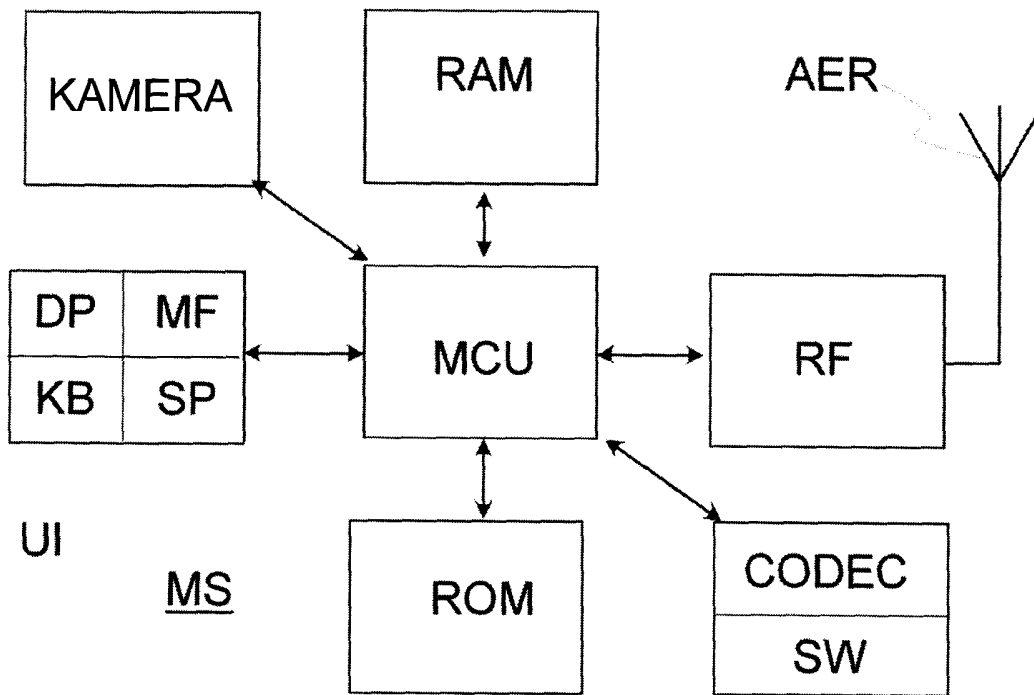 KAMERA
RAM
AER
DP
MF
KB
SP
MCU
RF
UI
MS
ROM
CODEC
SW